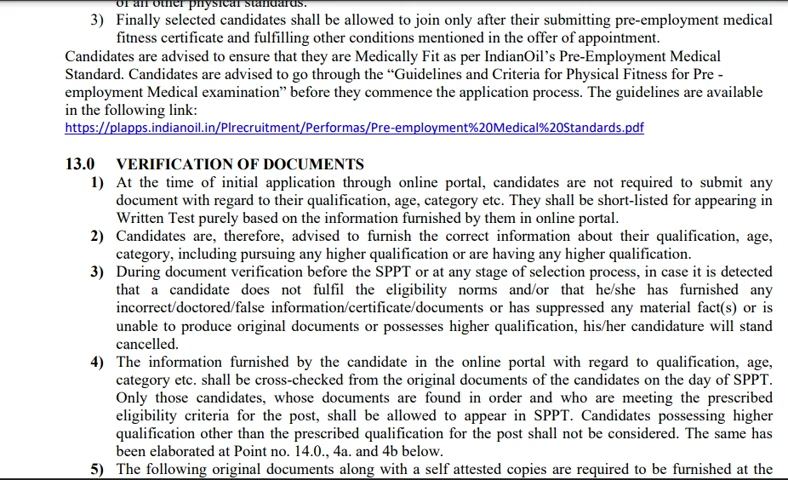 of all other physical standards.
3) Finally selected candidates shall be allowed to join only after their submitting pre-employment medical
fitness certificate and fulfilling other conditions mentioned in the offer of appointment.
Candidates are advised to ensure that they are Medically Fit as per IndianOil’s Pre-Employment Medical
Standard. Candidates are advised to go through the “Guidelines and Criteria for Physical Fitness for Pre -
employment Medical examination” before they commence the application process. The guidelines are available
in the following link:
https://plapps.indianoil.in/PIrecruitment/Performas/Pre-employment%20Medical%20Standards.pdf
13.0 VERIFICATION OF DOCUMENTS
1) At the time of initial application through online portal, candidates are not required to submit any
document with regard to their qualification, age, category etc. They shall be short-listed for appearing in
Written Test purely based on the information furnished by them in online portal.
2) Candidates are, therefore, advised to furnish the correct information about their qualification, age,
category, including pursuing any higher qualification or are having any higher qualification.
3) During document verification before the SPPT or at any stage of selection process, in case it is detected
that a candidate does not fulfil the eligibility norms and/or that he/she has furnished any
incorrect/doctored/false information/certificate/documents or has suppressed any material fact(s) or is
unable to produce original documents or possesses higher qualification, his/her candidature will stand
cancelled.
4) The information furnished by the candidate in the online portal with regard to qualification, age,
category etc. shall be cross-checked from the original documents of the candidates on the day of SPPT.
Only those candidates, whose documents are found in order and who are meeting the prescribed
eligibility criteria for the post, shall be allowed to appear in SPPT. Candidates possessing higher
qualification other than the prescribed qualification for the post shall not be considered. The same has
been elaborated at Point no. 14.0., 4a. and 4b below.
5) The following original documents along with a self attested copies are required to be furnished at the